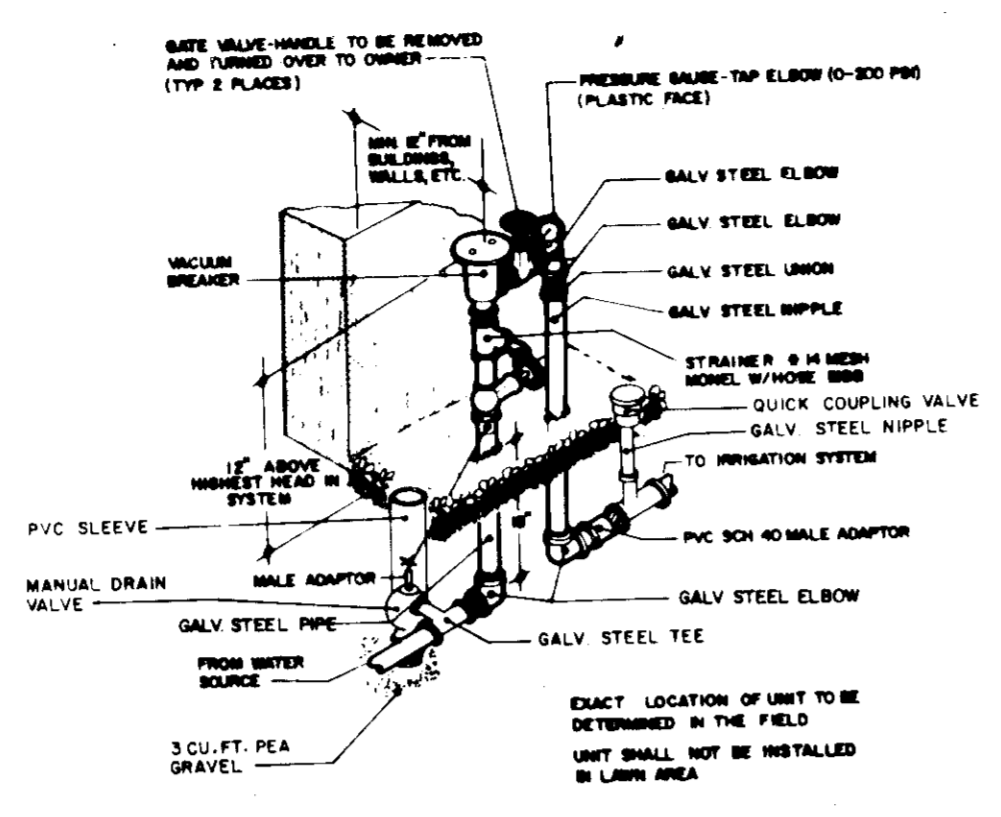 GATE VALVE-HANDLE TO BE REMOVED
AND TURNED OVER TO OWNER
(TYP 2 PLACES)
PRESSURE GAUGE-TAP ELBOW (0-300 PSI)
(PLASTIC FACE)
MIN. 12" FROM
BUILDINGS,
WALLS, ETC.
GALV STEEL ELBOW
GALV. STEEL ELBOW
VACUUM
BREAKER
GALV. STEEL UNION
GALV STEEL NIPPLE
STRAINER @ 14 MESH
MONEL W/HOSE BIBB
QUICK COUPLING VALVE
GALV. STEEL NIPPLE
TO IRRIGATION SYSTEM
12" ABOVE
HIGHEST HEAD IN
SYSTEM
PVC SLEEVE
18"
PVC SCH 40 MALE ADAPTOR
MALE ADAPTOR
MANUAL DRAIN
VALVE
GALV STEEL ELBOW
GALV. STEEL PIPE
GALV. STEEL TEE
FROM WATER
SOURCE
3 CU.FT. PEA
GRAVEL
EXACT LOCATION OF UNIT TO BE
DETERMINED IN THE FIELD
UNIT SHALL NOT BE INSTALLED
IN LAWN AREA